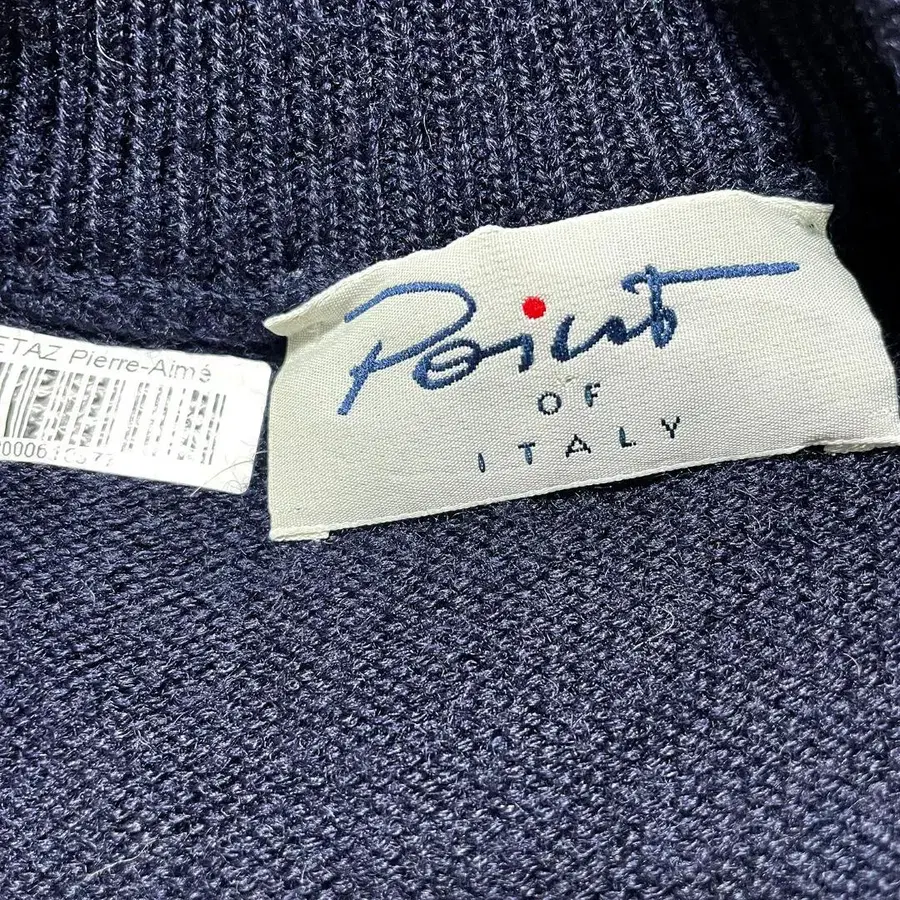 ETAZ Pierre-Aimé
Point
OF
ITALY